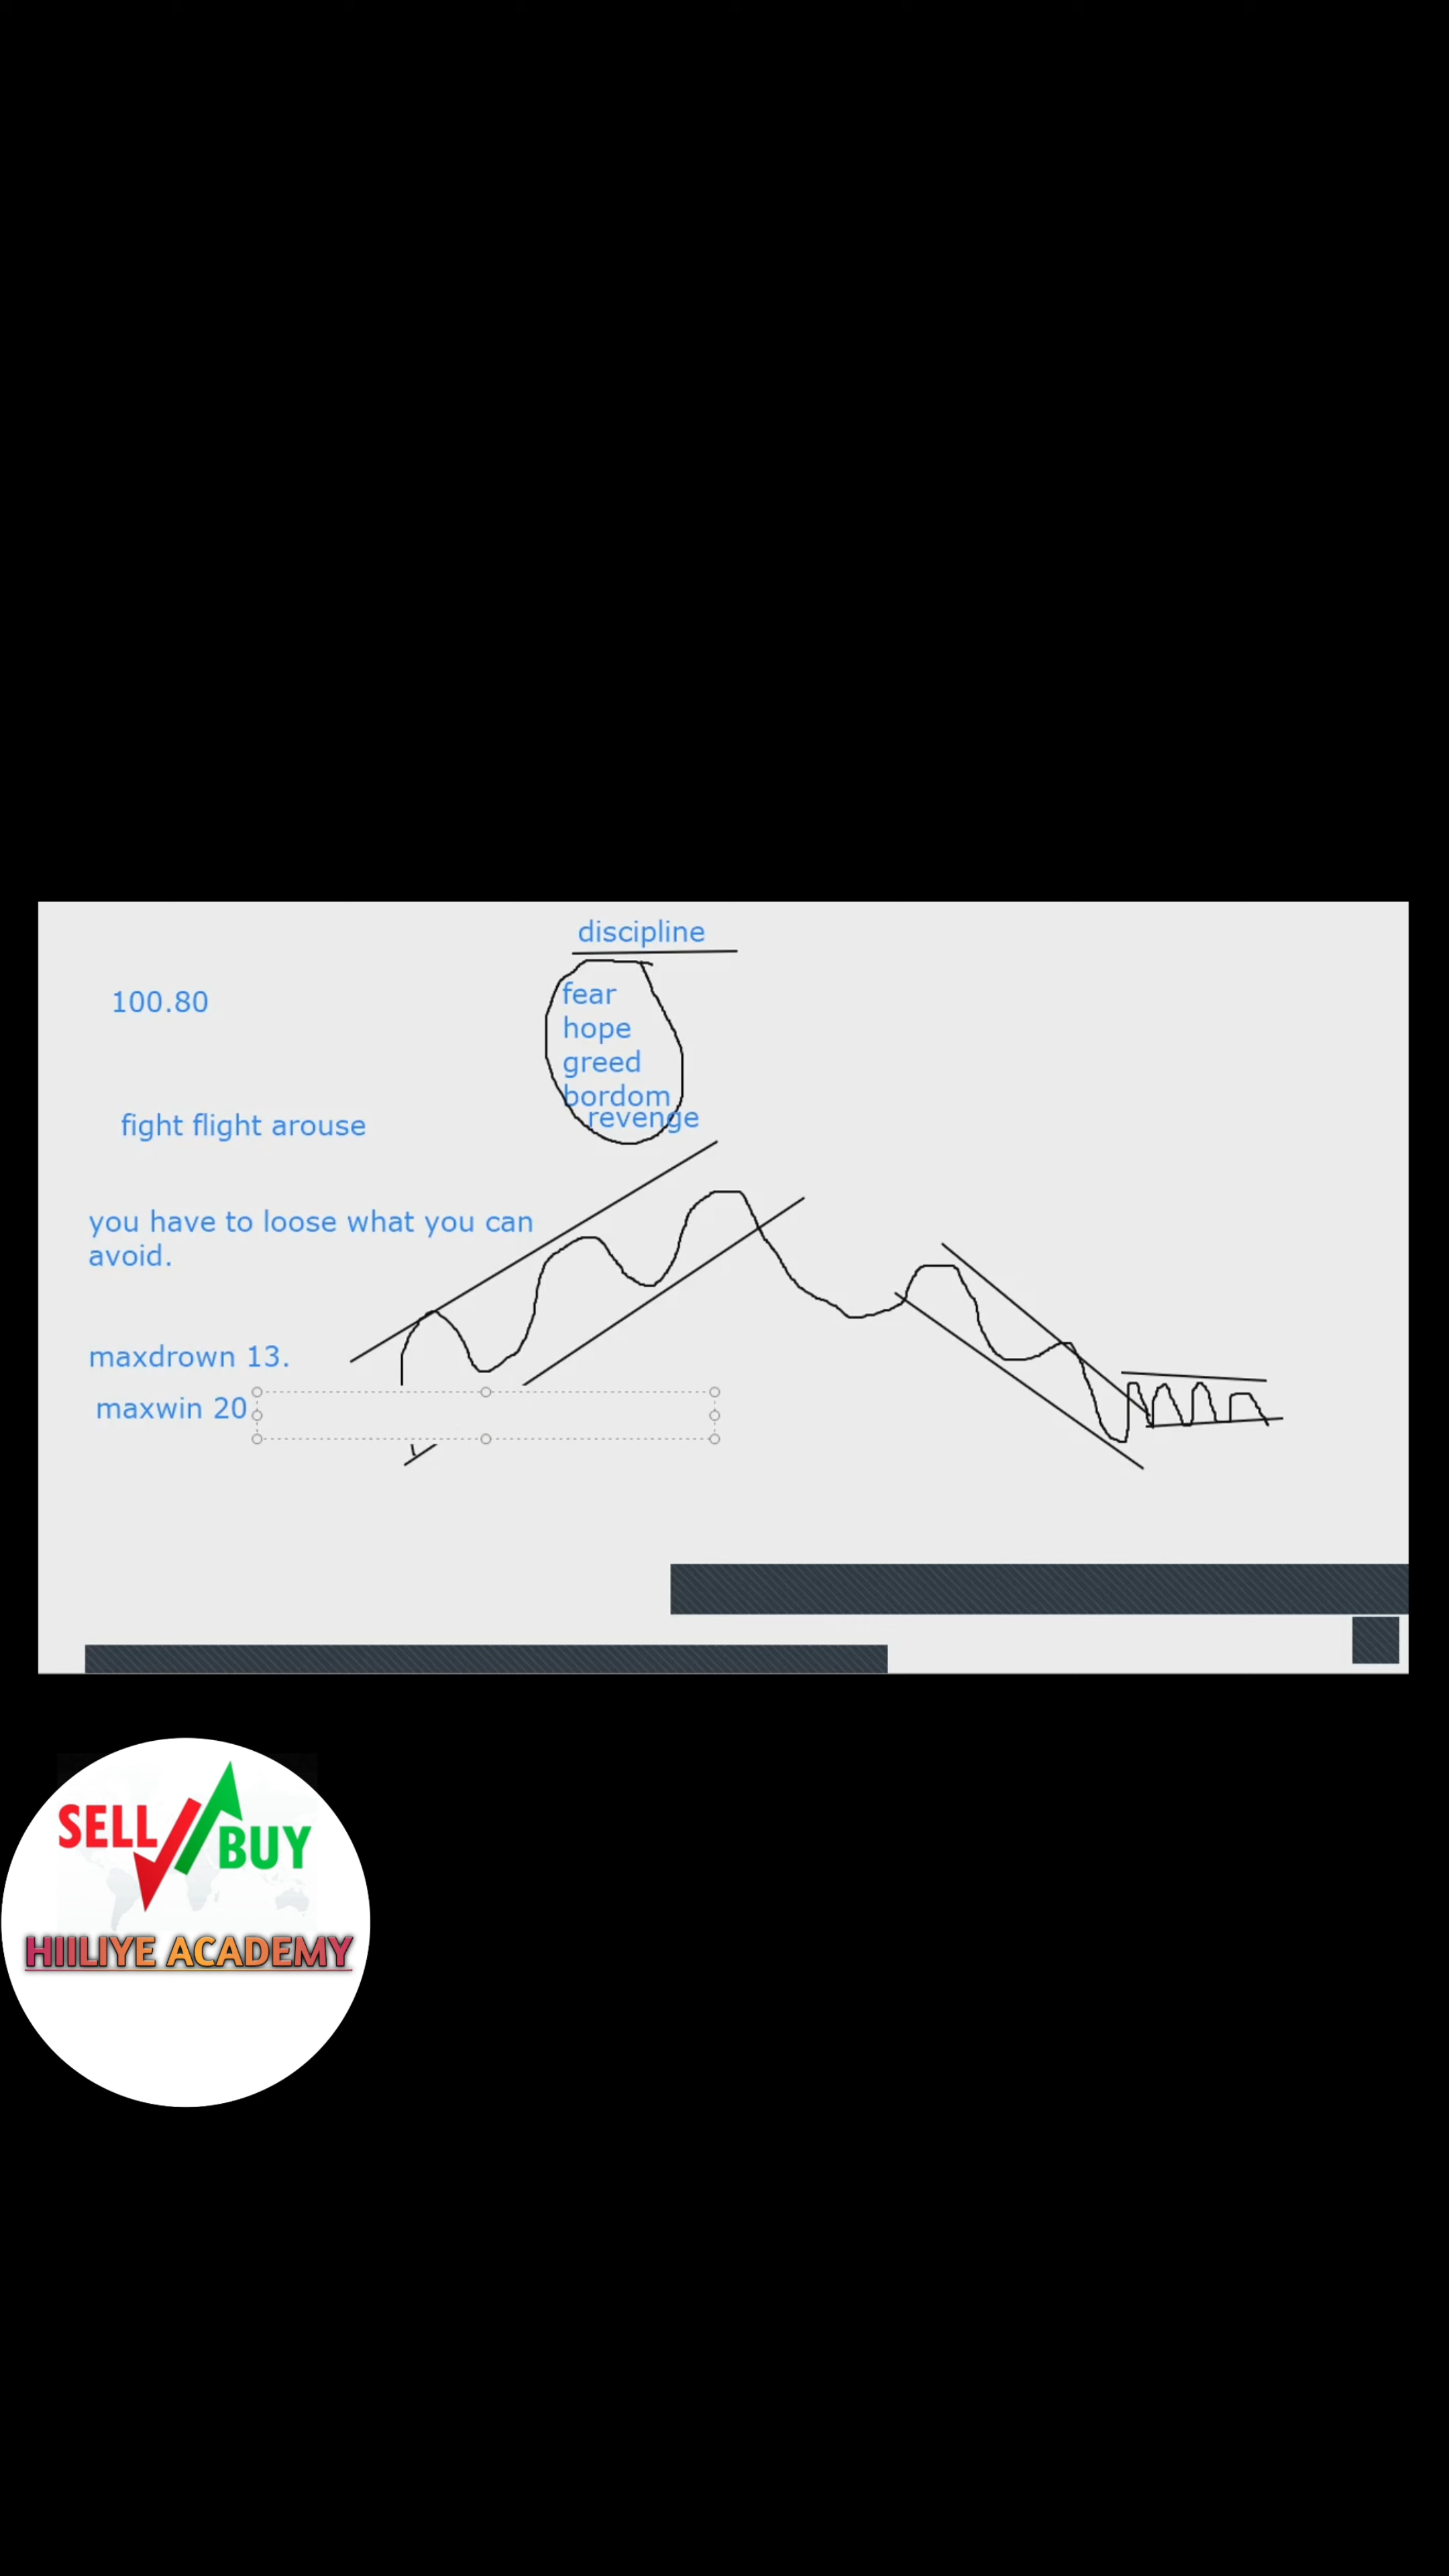 discipline
100.80
fear
hope
greed
bordom
revenge
fight flight arouse
you have to loose what you can
avoid.
maxdrown 13.
maxwin 20
SELL
BUY
HIILIYE ACADEMY